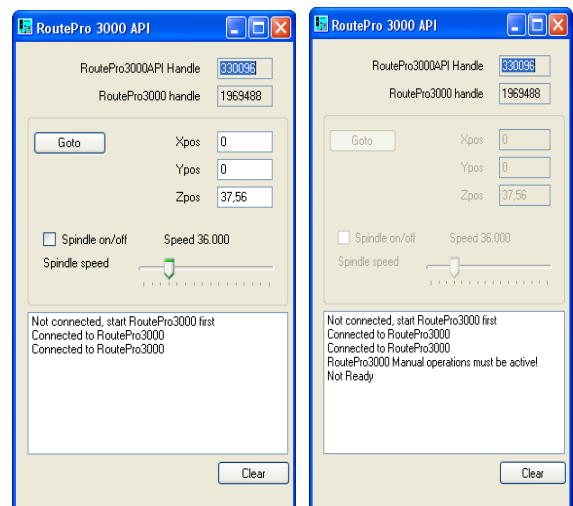 RoutePro 3000 API
RoutePro3000API Handle 330096
RoutePro3000 handle 1969488
Goto Xpos 0
Ypos 0
Zpos 37,56
Spindle on/off Speed 36.000
Spindle speed
Not connected, start RoutePro3000 first
Connected to RoutePro3000
Connected to RoutePro3000
Clear
RoutePro 3000 API
RoutePro3000API Handle 330096
RoutePro3000 handle 1969488
Goto Xpos 0
Ypos 0
Zpos 37,56
Spindle on/off Speed 36.000
Spindle speed
Not connected, start RoutePro3000 first
Connected to RoutePro3000
Connected to RoutePro3000
RoutePro3000 Manual operations must be active!
Not Ready
Clear